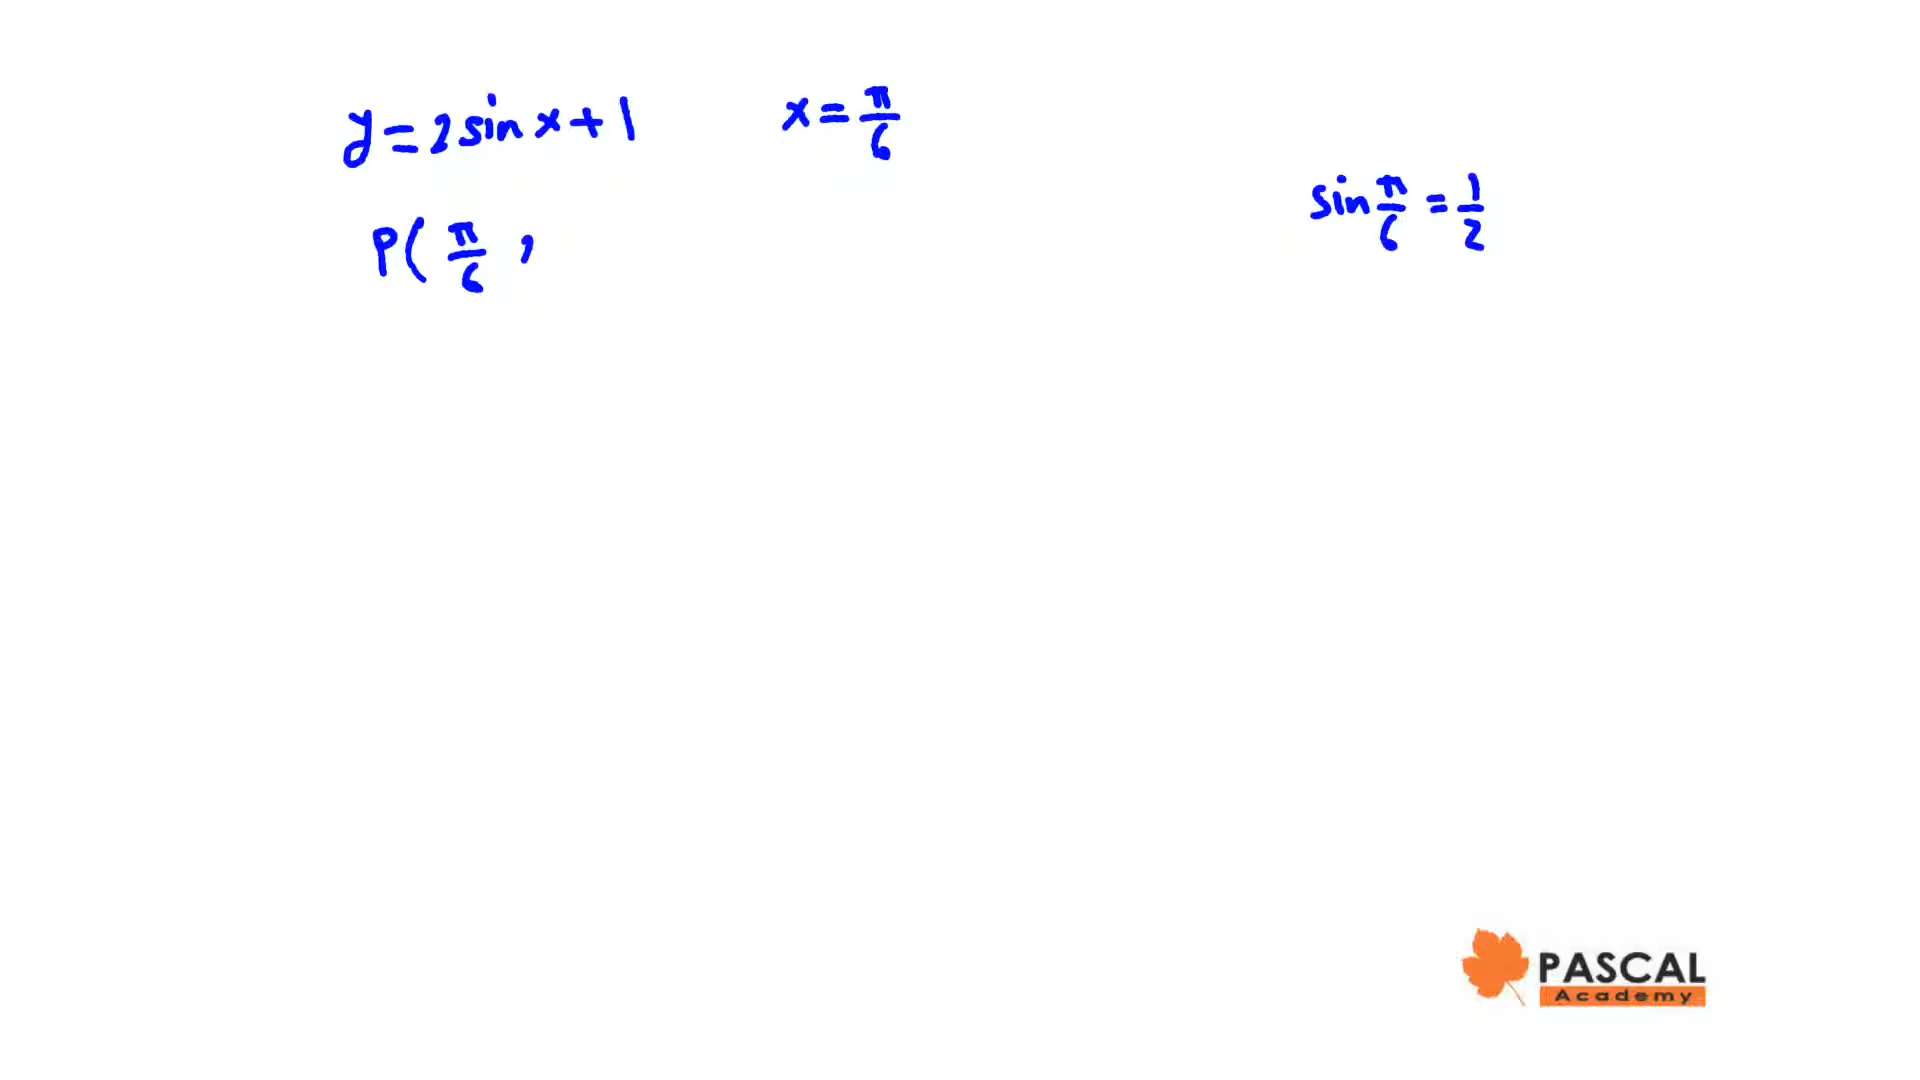 y = 2 sin x + 1
x = π/6
sin π/6 = 1/2
P( π/6 ,
PASCAL
Academy